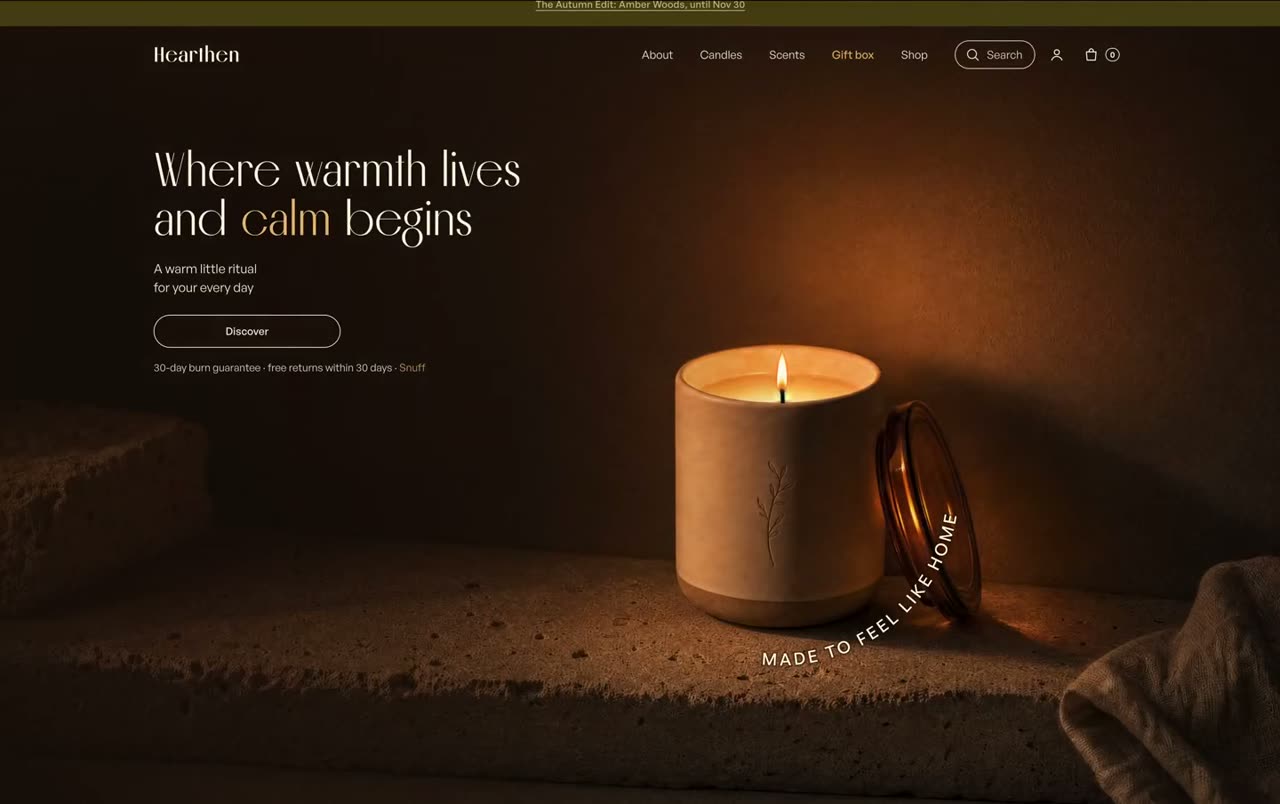 The Autumn Edit: Amber Woods, until Nov 30
Hearthen
About Candles Scents Gift box Shop Search 0
Where warmth lives
and calm begins
A warm little ritual
for your every day
Discover
30-day burn guarantee · free returns within 30 days · Snuff
MADE TO FEEL LIKE HOME